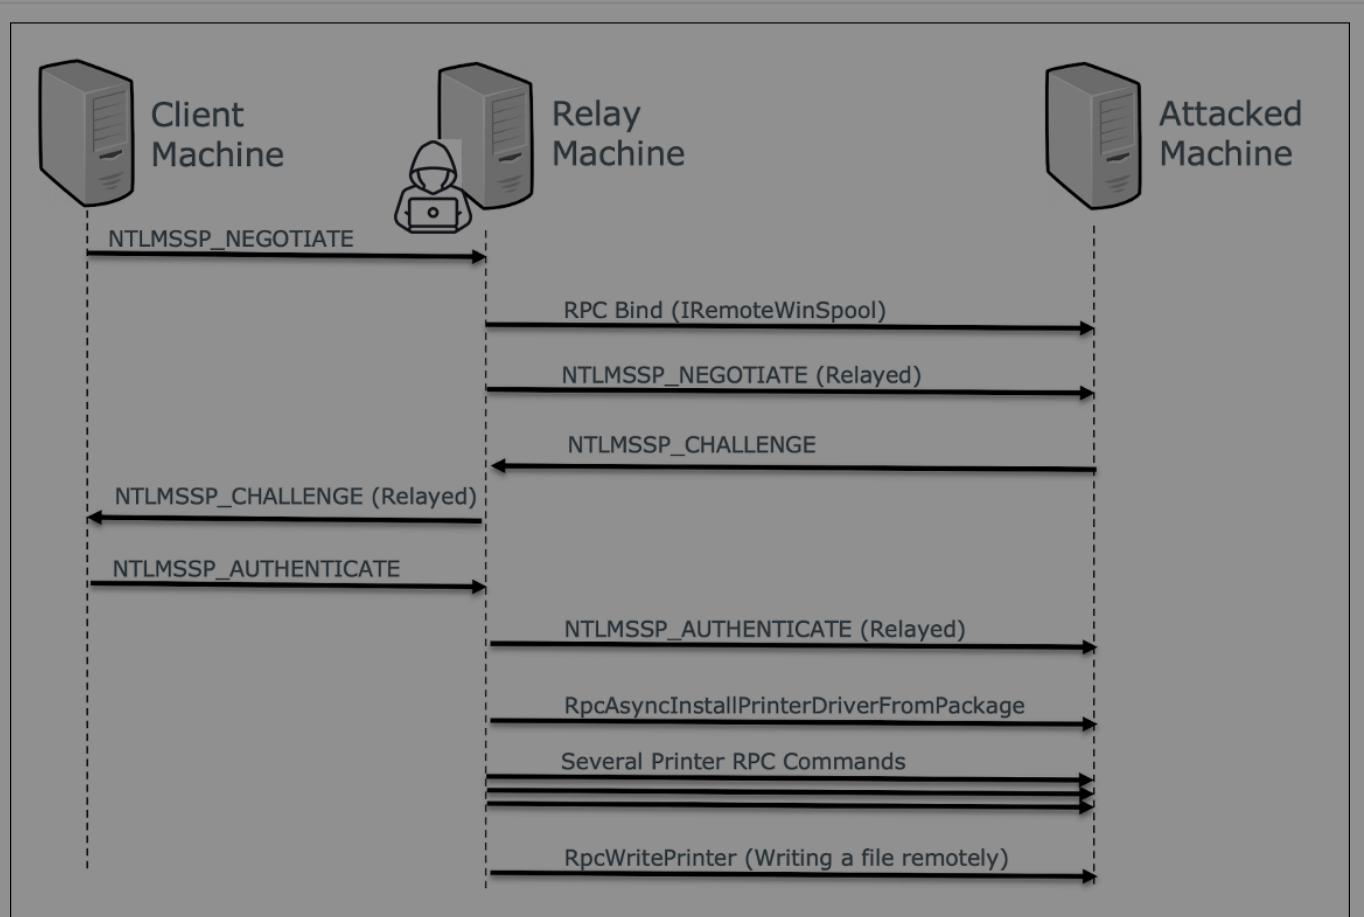 Client
Machine
Relay
Machine
Attacked
Machine
NTLMSSP_NEGOTIATE
RPC Bind (IRemoteWinSpool)
NTLMSSP_NEGOTIATE (Relayed)
NTLMSSP_CHALLENGE
NTLMSSP_CHALLENGE (Relayed)
NTLMSSP_AUTHENTICATE
NTLMSSP_AUTHENTICATE (Relayed)
RpcAsyncInstallPrinterDriverFromPackage
Several Printer RPC Commands
RpcWritePrinter (Writing a file remotely)